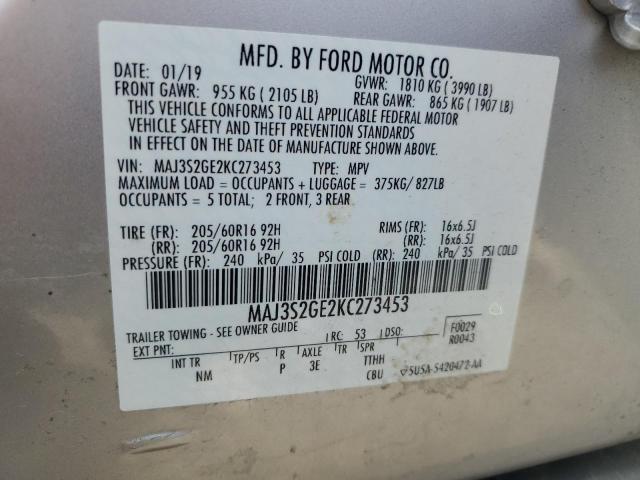 MFD. BY FORD MOTOR CO.
DATE: 01/19 GVWR: 1810 KG (3990 LB)
FRONT GAWR: 955 KG (2105 LB) REAR GAWR: 865 KG (1907 LB)
THIS VEHICLE CONFORMS TO ALL APPLICABLE FEDERAL MOTOR
VEHICLE SAFETY AND THEFT PREVENTION STANDARDS
IN EFFECT ON THE DATE OF MANUFACTURE SHOWN ABOVE.
VIN: MAJ3S2GE2KC273453 TYPE: MPV
MAXIMUM LOAD = OCCUPANTS + LUGGAGE = 375KG/ 827LB
OCCUPANTS = 5 TOTAL; 2 FRONT, 3 REAR
TIRE (FR): 205/60R16 92H RIMS (FR): 16x6.5J
(RR): 205/60R16 92H (RR): 16x6.5J
PRESSURE (FR): 240 kPa/ 35 PSI COLD (RR): 240 kPa/ 35 PSI COLD
MAJ3S2GE2KC273453
TRAILER TOWING - SEE OWNER GUIDE F0029
EXT PNT: RC: 53 DSO: R0043
INT TR TP/PS R AXLE TR SPR
NM P 3E TTHH
CBU 5U5A-5420472-AA